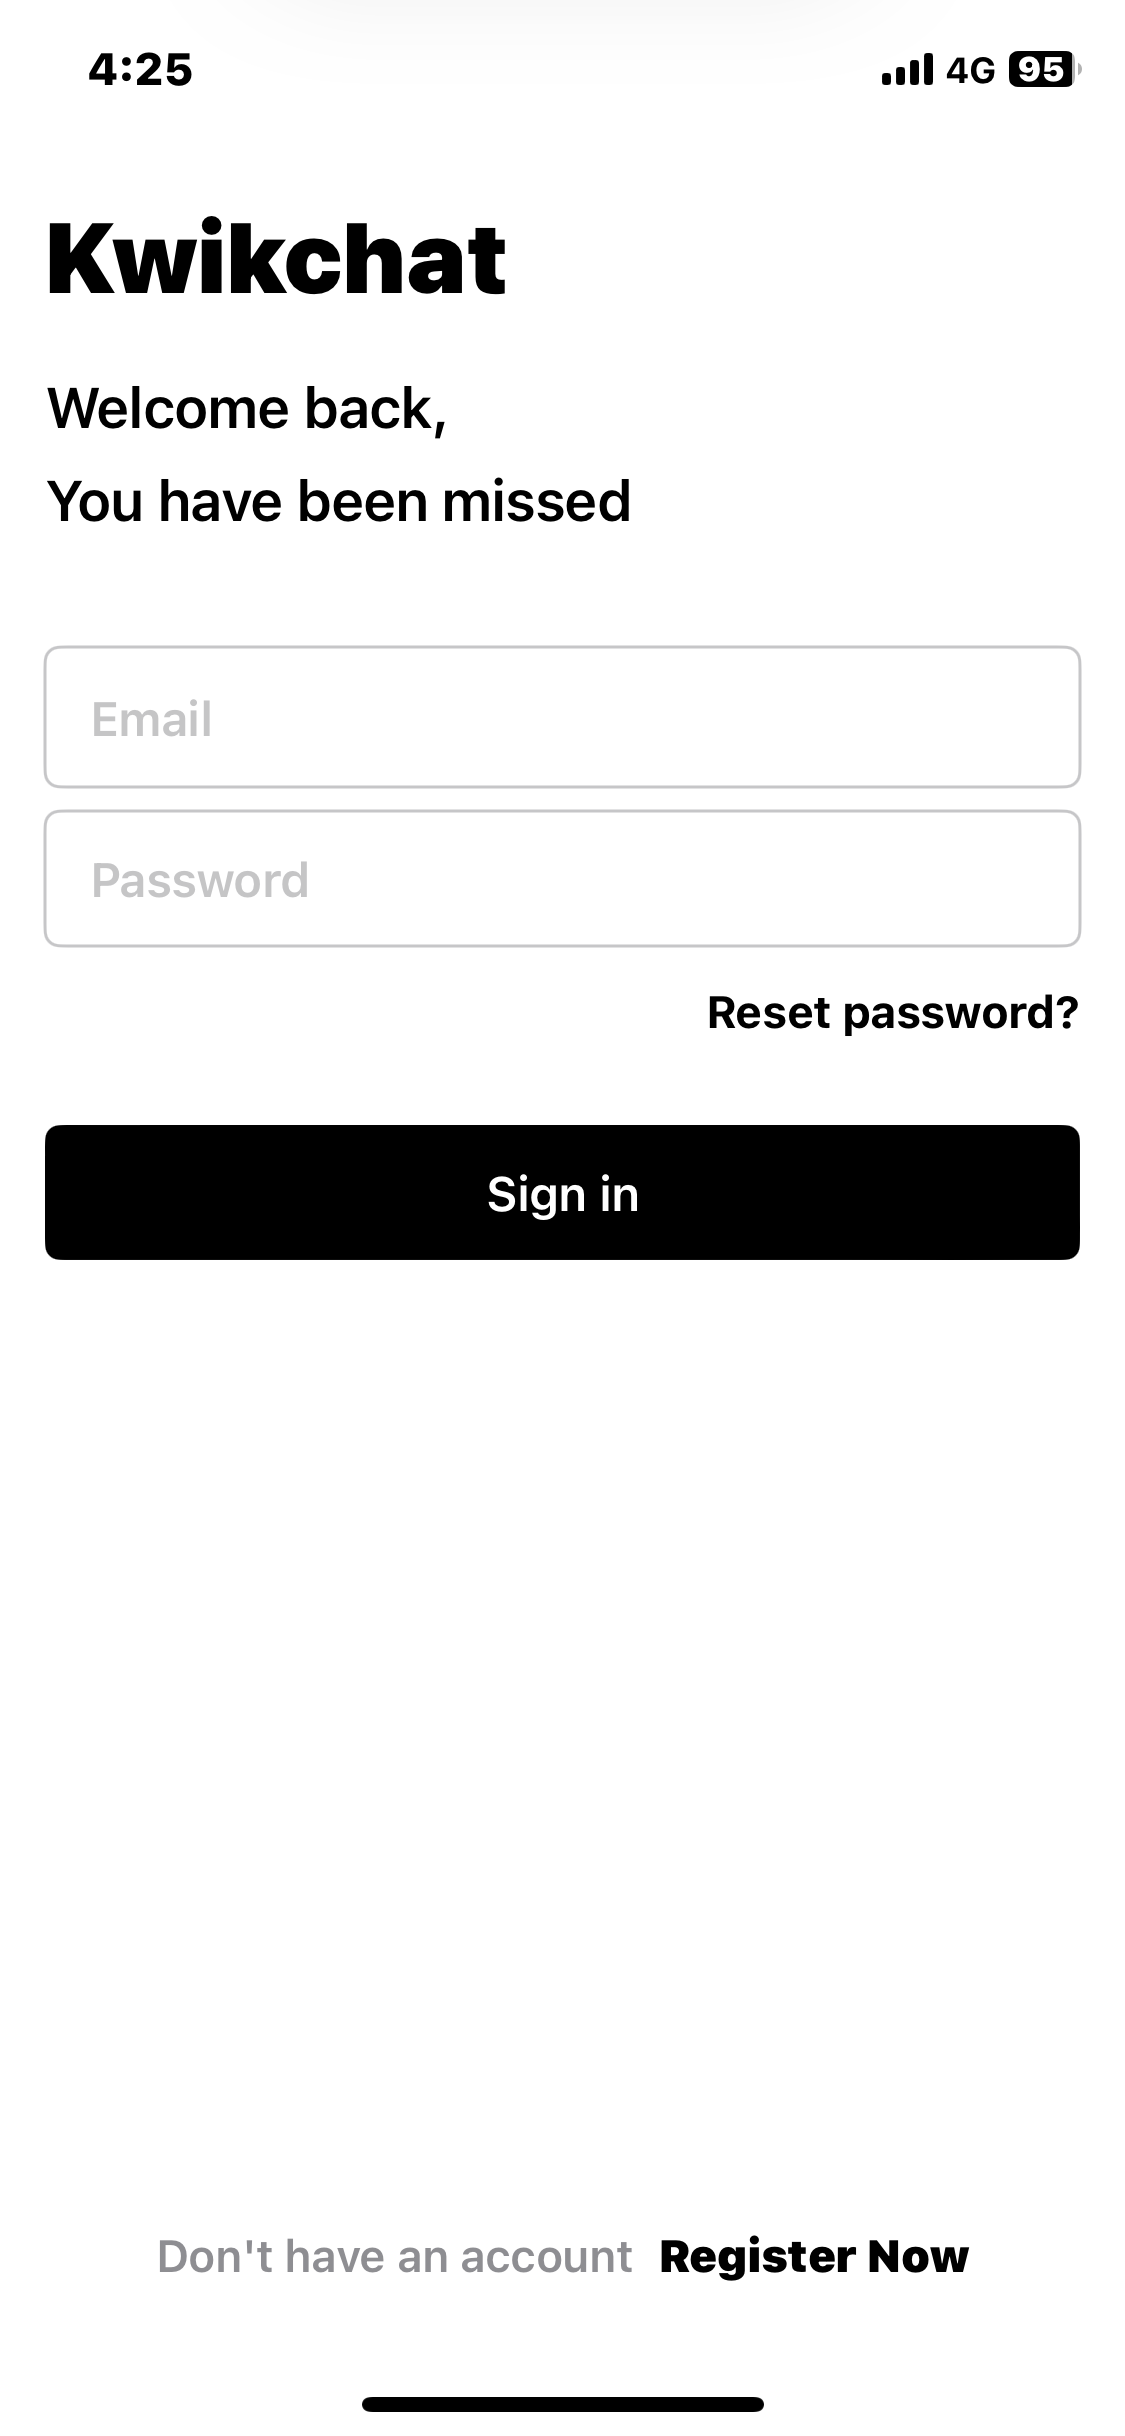 4:25 4G 95
Kwikchat
Welcome back,
You have been missed
Email
Password
Reset password?
Sign in
Don't have an account Register Now